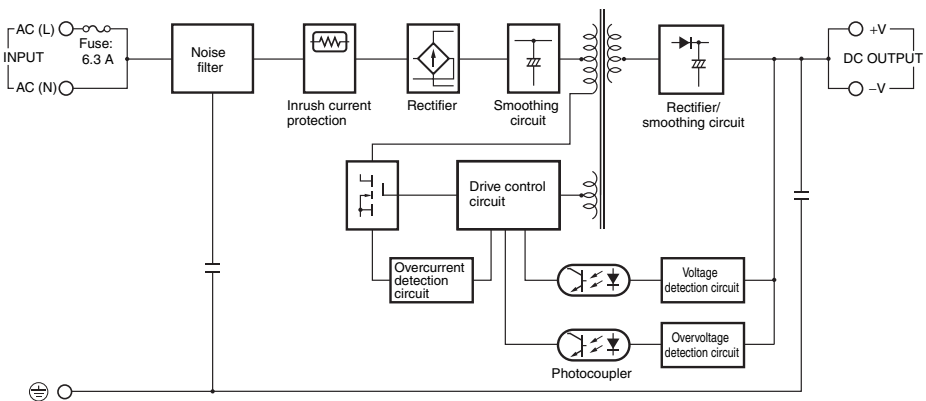 AC (L)
Fuse:
6.3 A
INPUT
AC (N)
Noise
filter
Inrush current
protection
Rectifier
Smoothing
circuit
Rectifier/
smoothing circuit
+V
DC OUTPUT
–V
Drive control
circuit
Overcurrent
detection
circuit
Voltage
detection circuit
Overvoltage
detection circuit
Photocoupler